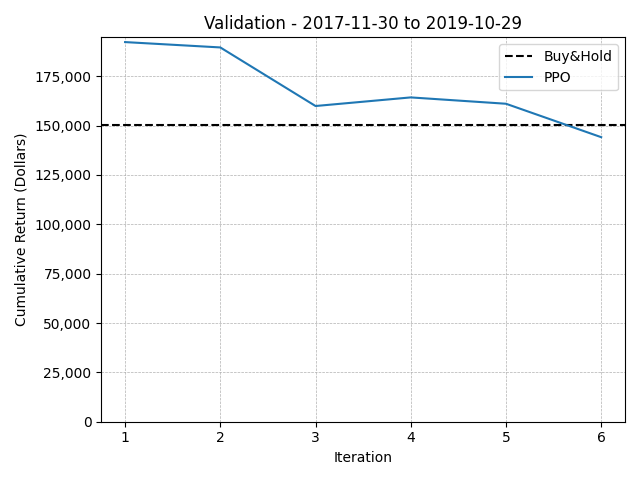 Validation - 2017-11-30 to 2019-10-29
Buy&Hold
PPO
Cumulative Return (Dollars)
175,000
150,000
125,000
100,000
75,000
50,000
25,000
0
1 2 3 4 5 6
Iteration